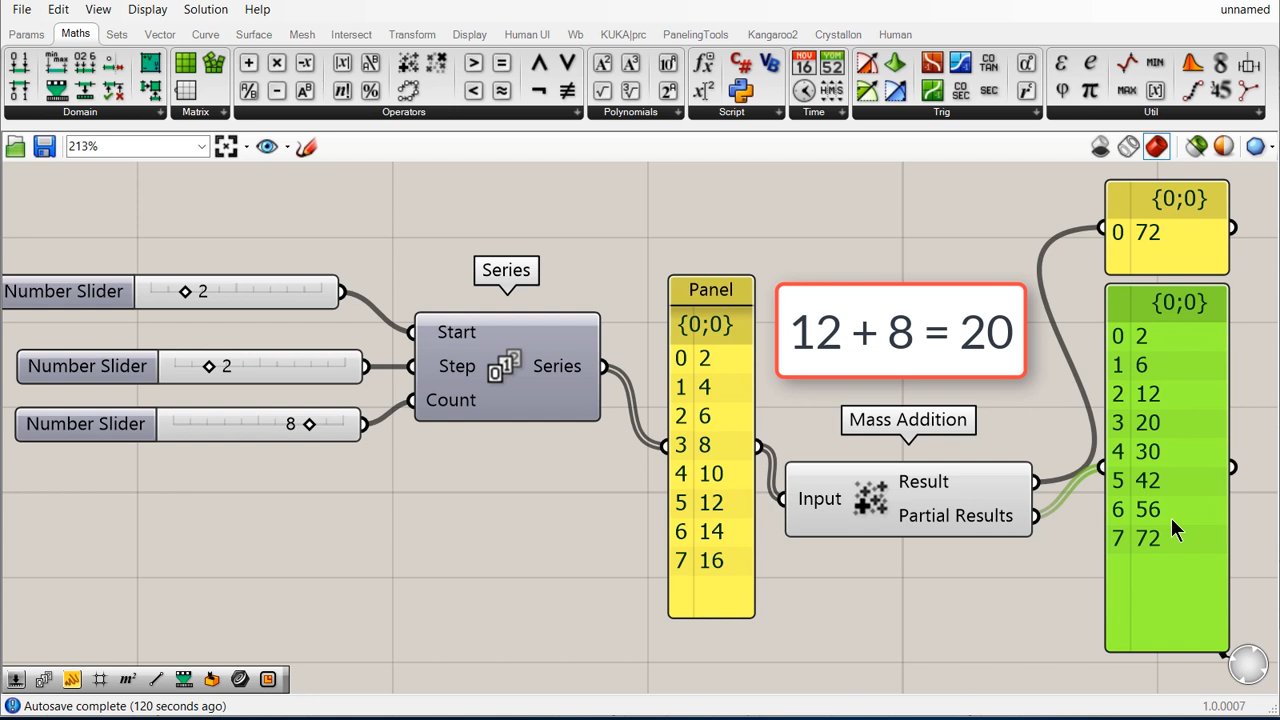 File Edit View Display Solution Help unnamed
Params Maths Sets Vector Curve Surface Mesh Intersect Transform Display Human UI Wb KUKA|prc PanelingTools Kangaroo2 Crystallon Human
Domain Matrix Operators Polynomials Script Time Trig Util
213%
{0;0}
0 72
Number Slider 2
Number Slider 2
Number Slider 8
Series
Start
Step Series
Count
Panel
{0;0}
0 2
1 4
2 6
3 8
4 10
5 12
6 14
7 16
12 + 8 = 20
Mass Addition
Input Result
Partial Results
{0;0}
0 2
1 6
2 12
3 20
4 30
5 42
6 56
7 72
Autosave complete (120 seconds ago) 1.0.0007